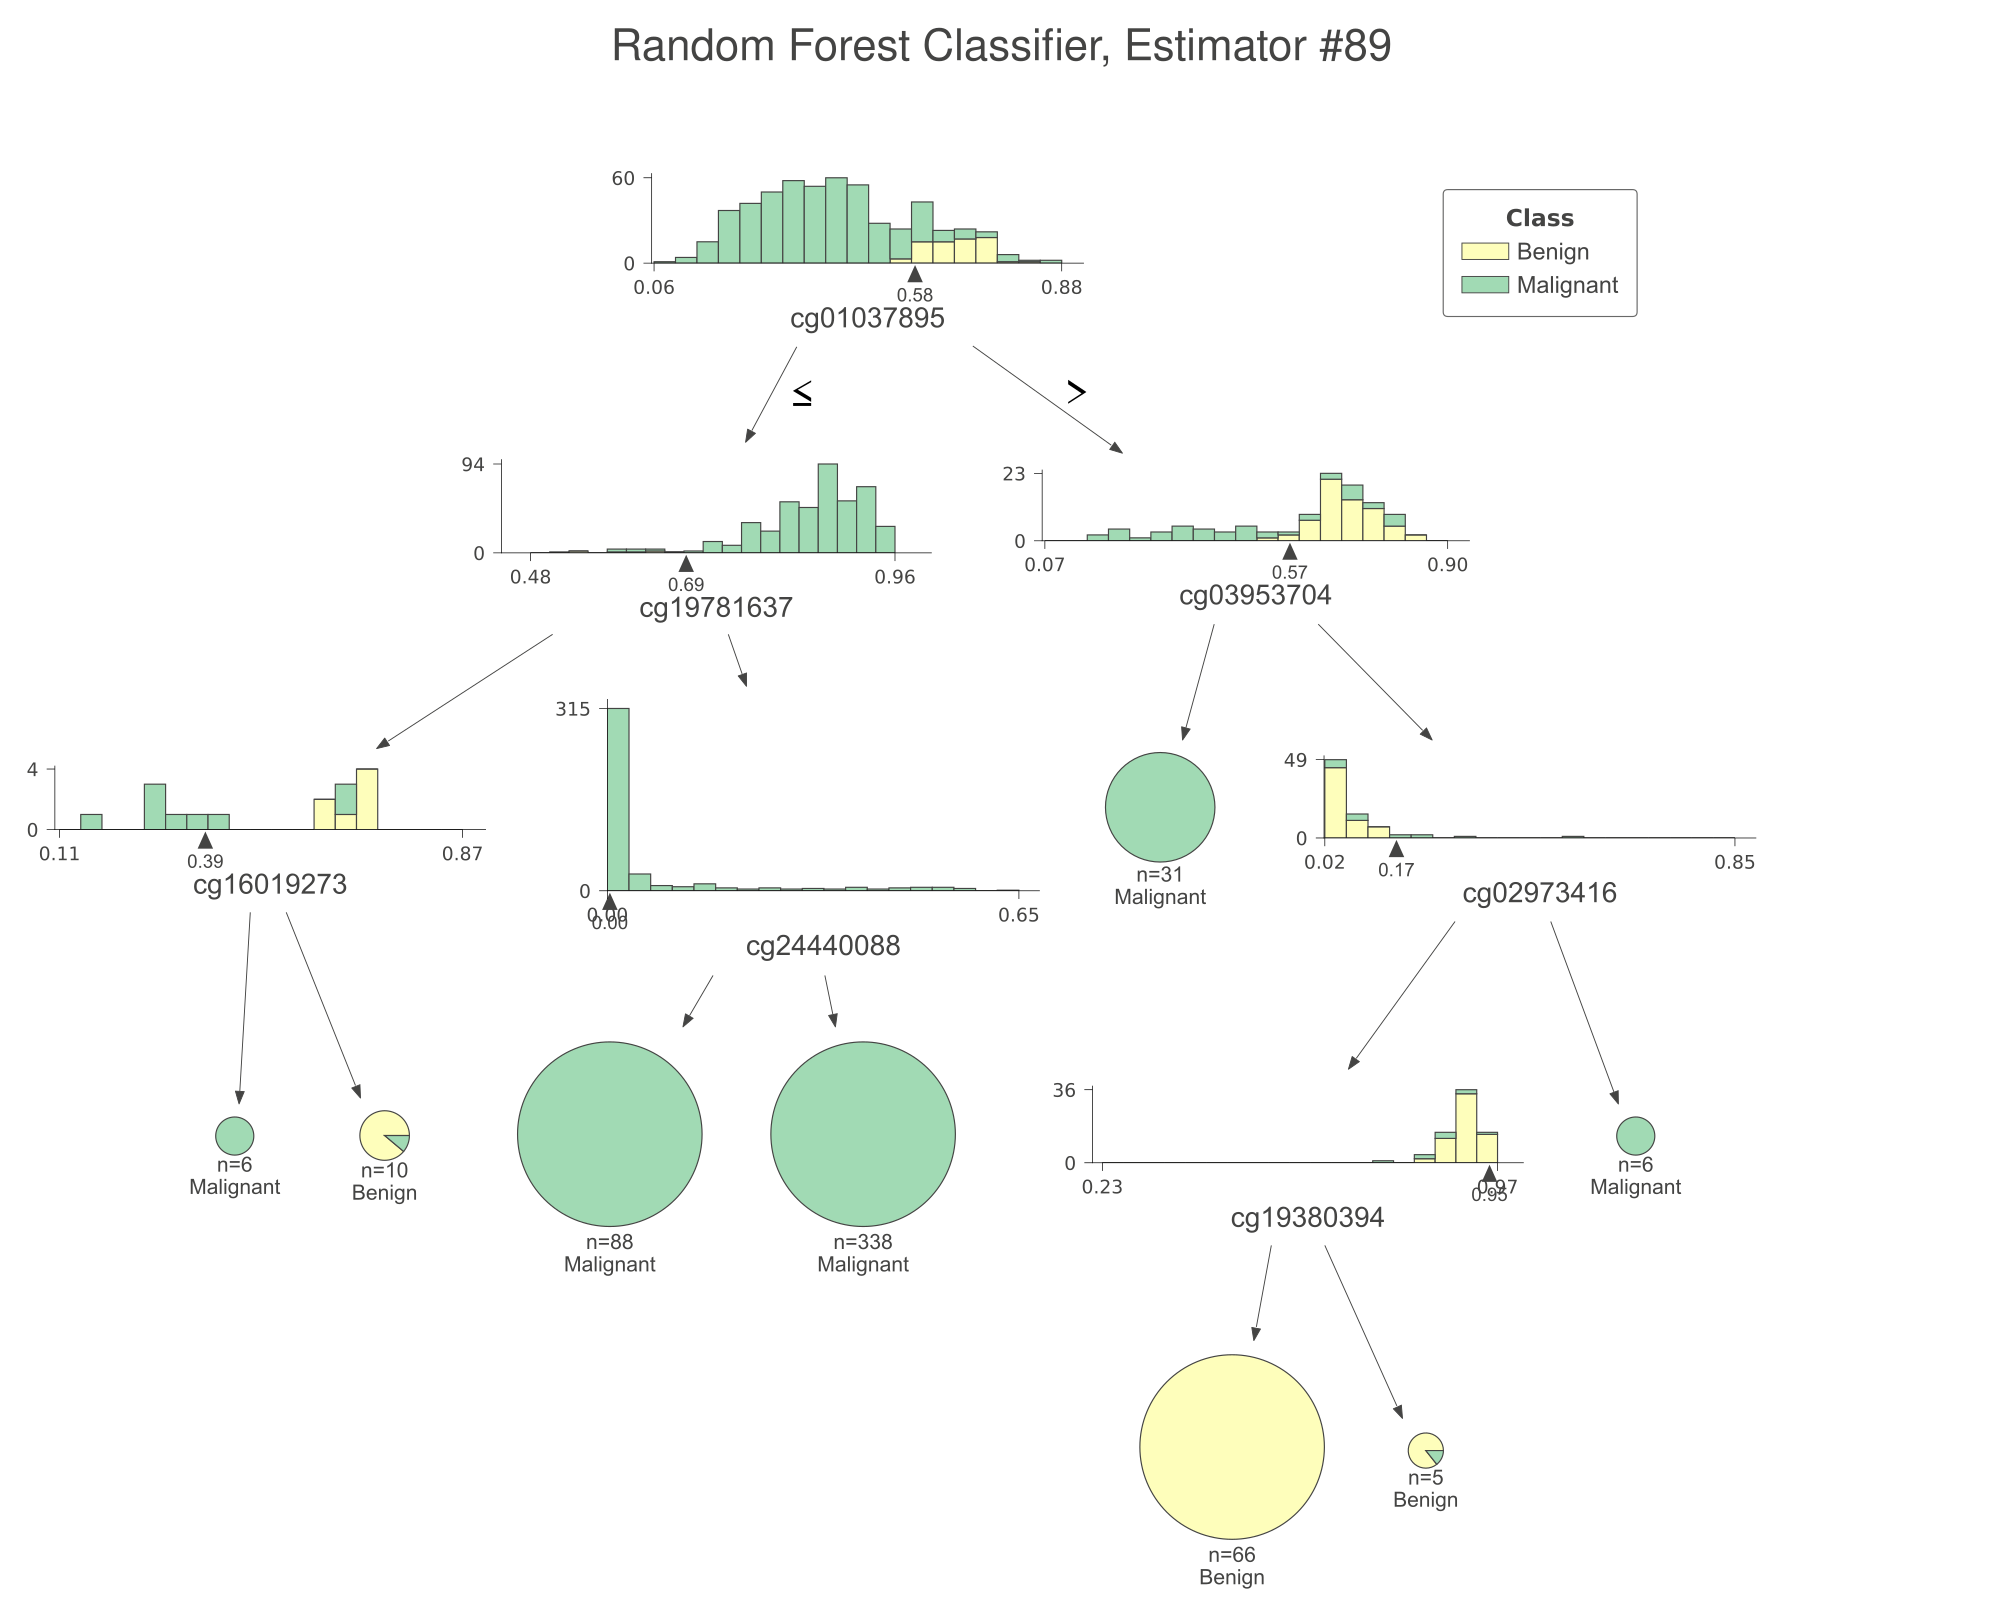 Random Forest Classifier, Estimator #89
Class
Benign
Malignant
60
0
0.06
0.88
0.58
cg01037895
≤
>
94
0
0.48
0.96
0.69
cg19781637
23
0
0.07
0.90
0.57
cg03953704
4
0
0.11
0.87
0.39
cg16019273
315
0
0.00
0.65
0.00
cg24440088
n=31
Malignant
49
0
0.02
0.85
0.17
cg02973416
n=6
Malignant
n=10
Benign
n=88
Malignant
n=338
Malignant
36
0
0.23
0.97
0.95
cg19380394
n=6
Malignant
n=66
Benign
n=5
Benign